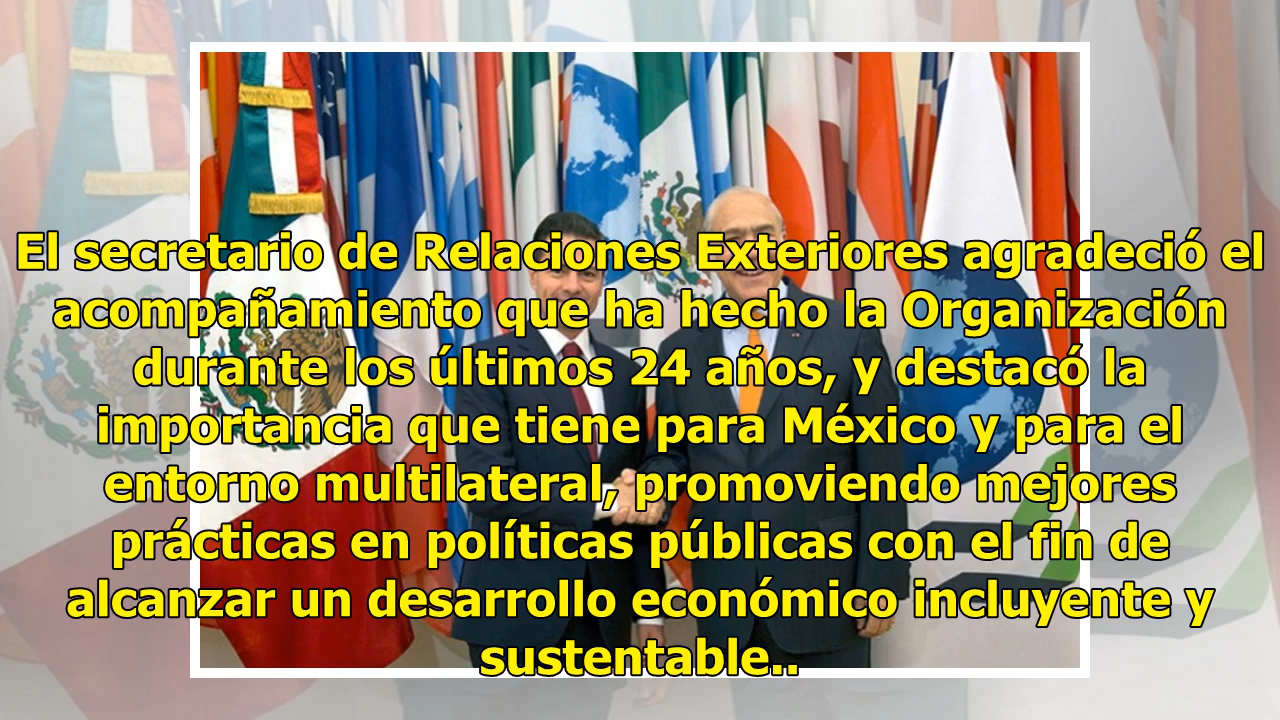 El secretario de Relaciones Exteriores agradeció el
acompañamiento que ha hecho la Organización
durante los últimos 24 años, y destacó la
importancia que tiene para México y para el
entorno multilateral, promoviendo mejores
prácticas en políticas públicas con el fin de
alcanzar un desarrollo económico incluyente y
sustentable..